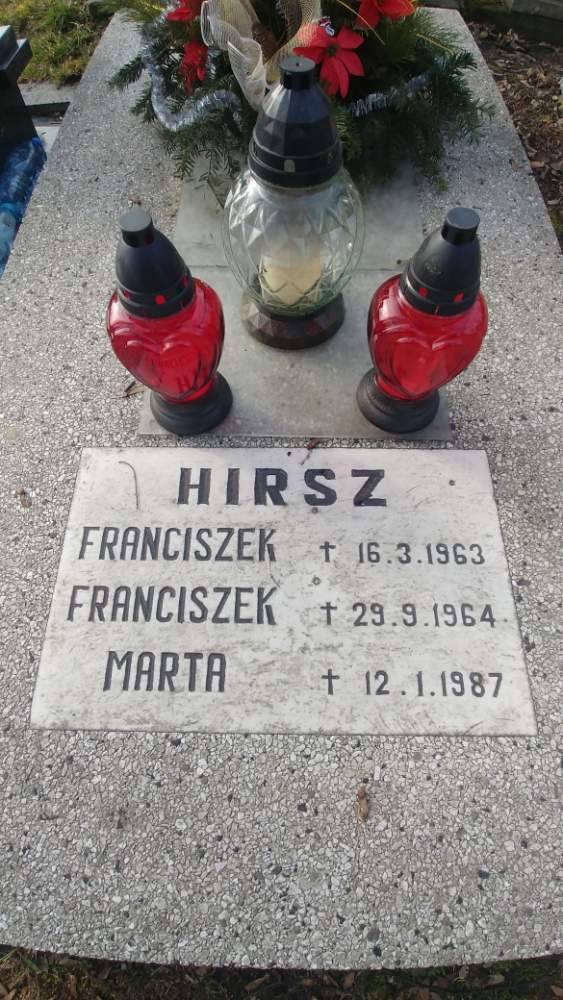 HIRSZ
FRANCISZEK † 16.3.1963
FRANCISZEK † 29.9.1964
MARTA † 12.1.1987